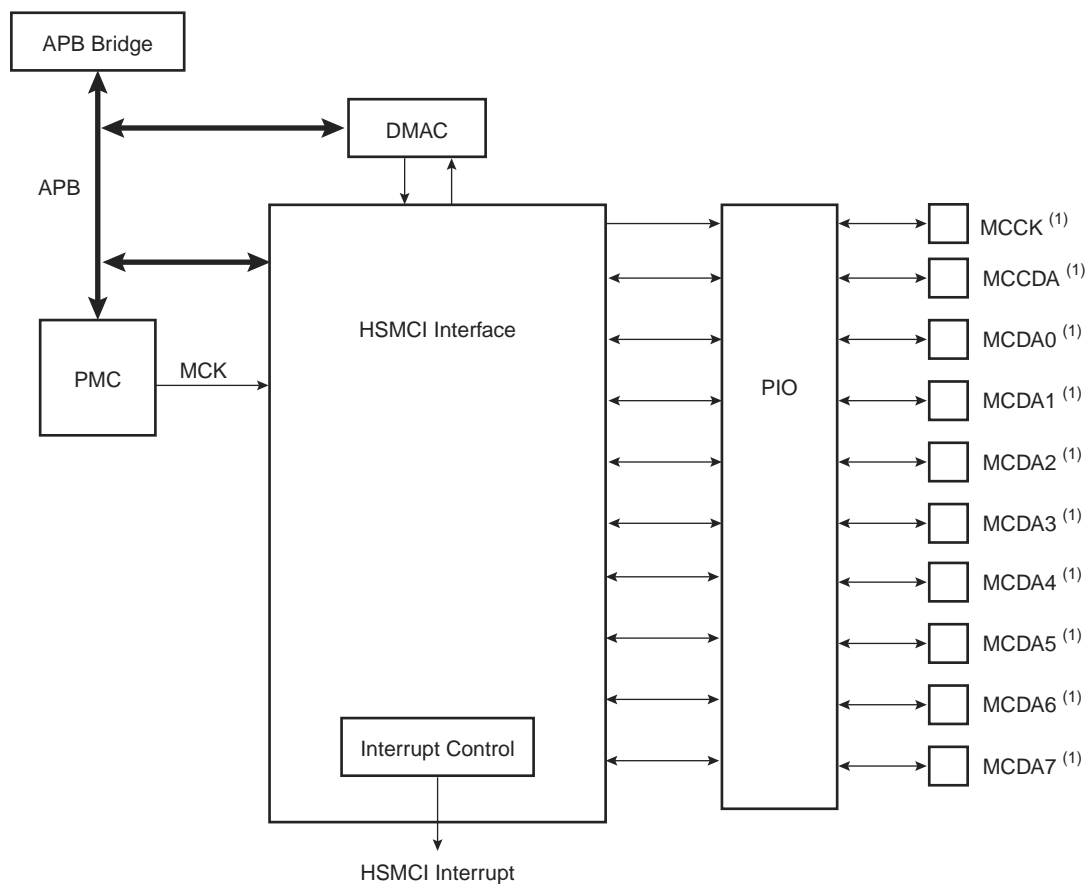 APB Bridge
DMAC
APB
MCCK (1)
MCCDA (1)
HSMCI Interface
MCDA0 (1)
PMC
MCK
PIO
MCDA1 (1)
MCDA2 (1)
MCDA3 (1)
MCDA4 (1)
MCDA5 (1)
MCDA6 (1)
Interrupt Control
MCDA7 (1)
HSMCI Interrupt